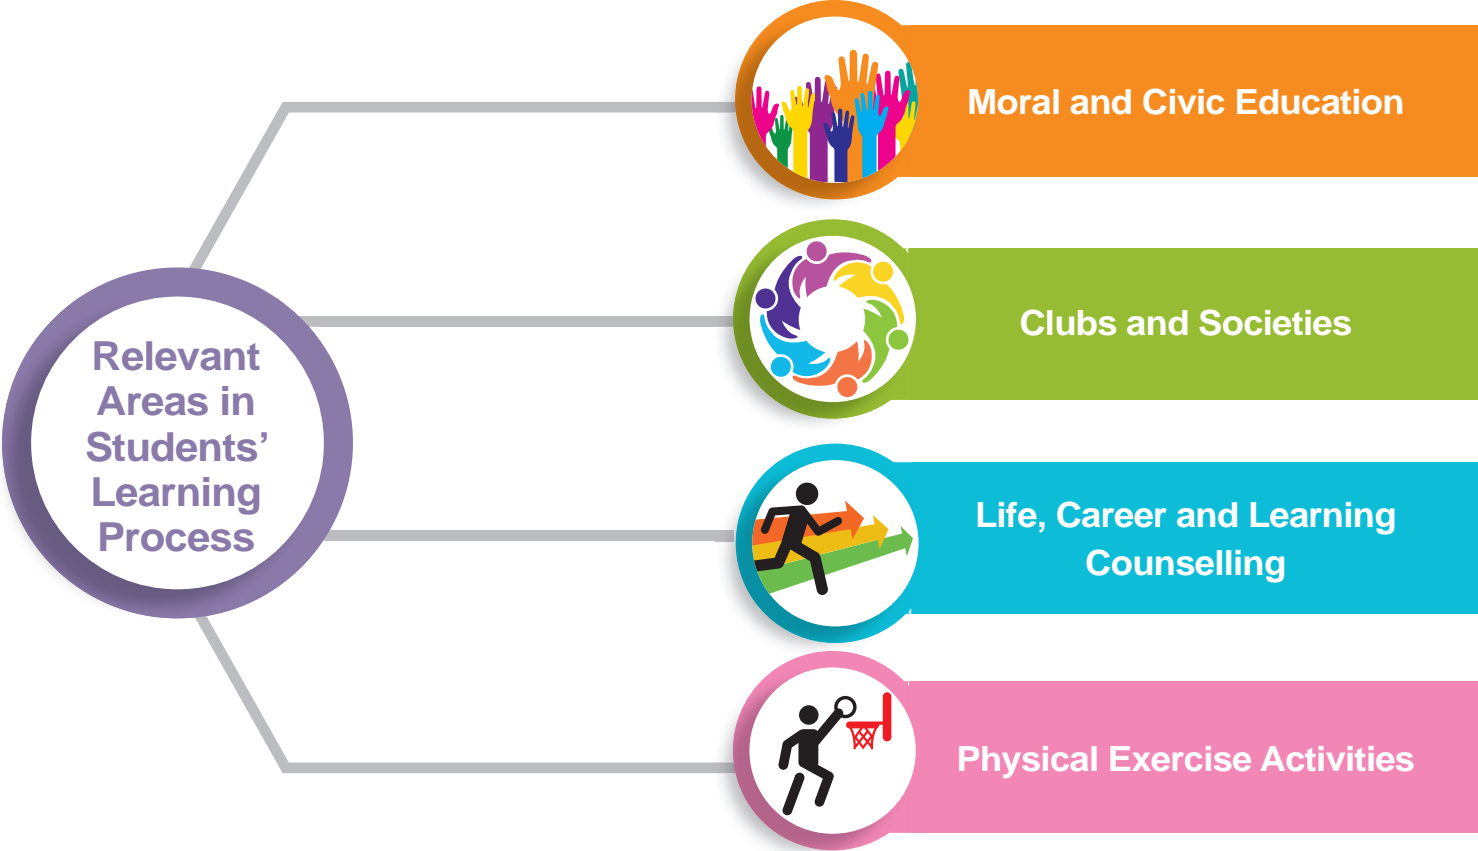 Relevant
Areas in
Students’
Learning
Process
Moral and Civic Education
Clubs and Societies
Life, Career and Learning
Counselling
Physical Exercise Activities